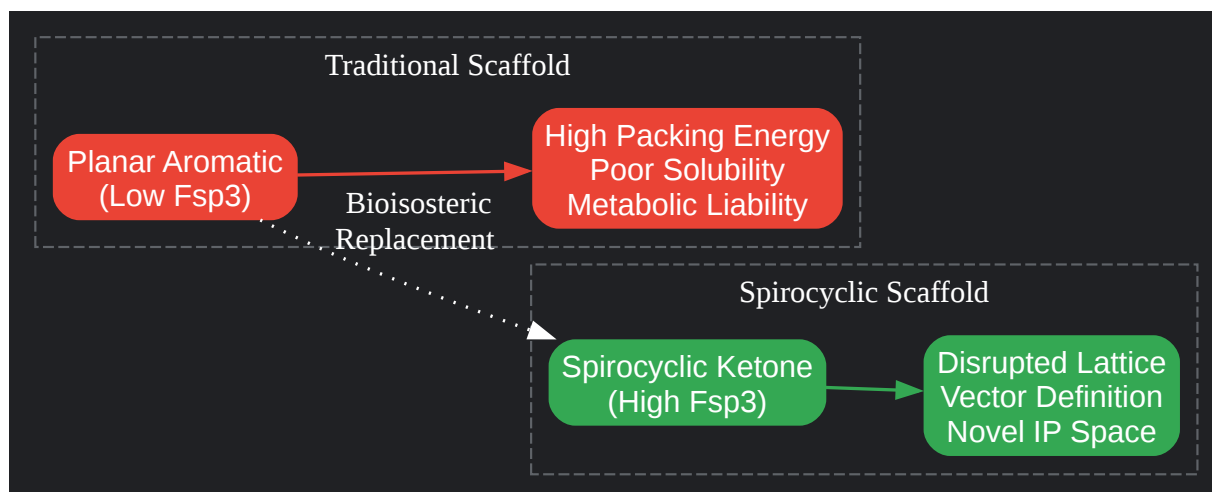 Traditional Scaffold
Planar Aromatic
(Low Fsp3)
High Packing Energy
Poor Solubility
Metabolic Liability
Bioisosteric
Replacement
Spirocyclic Scaffold
Spirocyclic Ketone
(High Fsp3)
Disrupted Lattice
Vector Definition
Novel IP Space